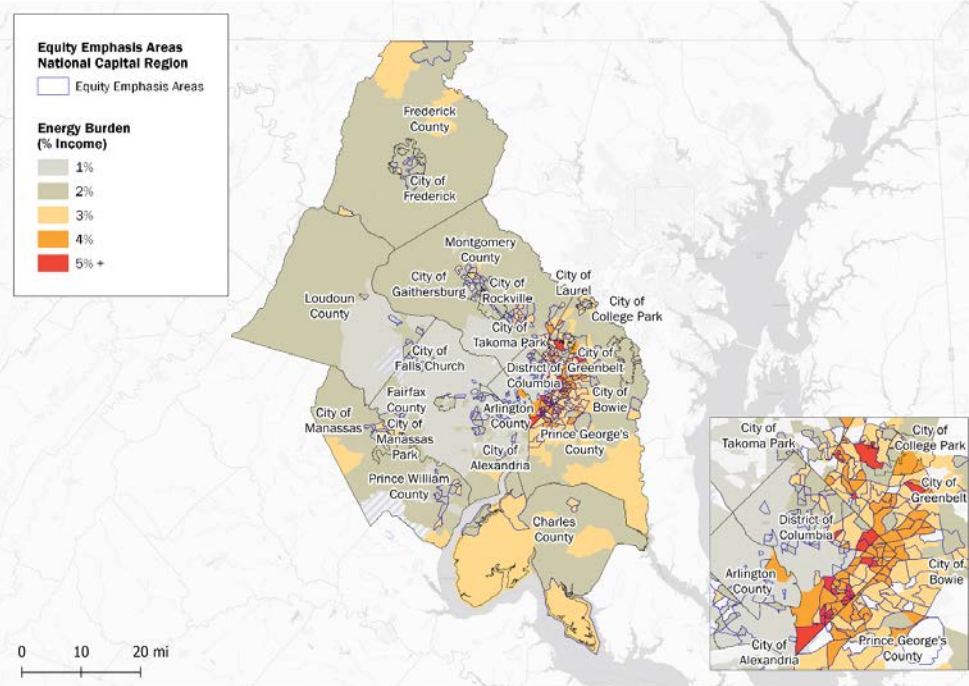 Equity Emphasis Areas
National Capital Region
Equity Emphasis Areas
Energy Burden
(% Income)
1%
2%
3%
4%
5% +
Frederick
County
City of
Frederick
Montgomery
County
City of
Gaithersburg
City of
Rockville
City of
Laurel
City of
College Park
Loudoun
County
City of
Takoma Park
City of
Falls Church
City of
Greenbelt
District of
Columbia
Fairfax
County
City of
Bowie
Arlington
County
City of
Manassas
City of
Manassas
Park
Prince George's
County
City of
Alexandria
Prince William
County
Charles
County
0 10 20 mi
City of
Takoma Park
City of
College Park
City of
Greenbelt
District of
Columbia
Arlington
County
City of
Bowie
City of
Alexandria
Prince George's
County